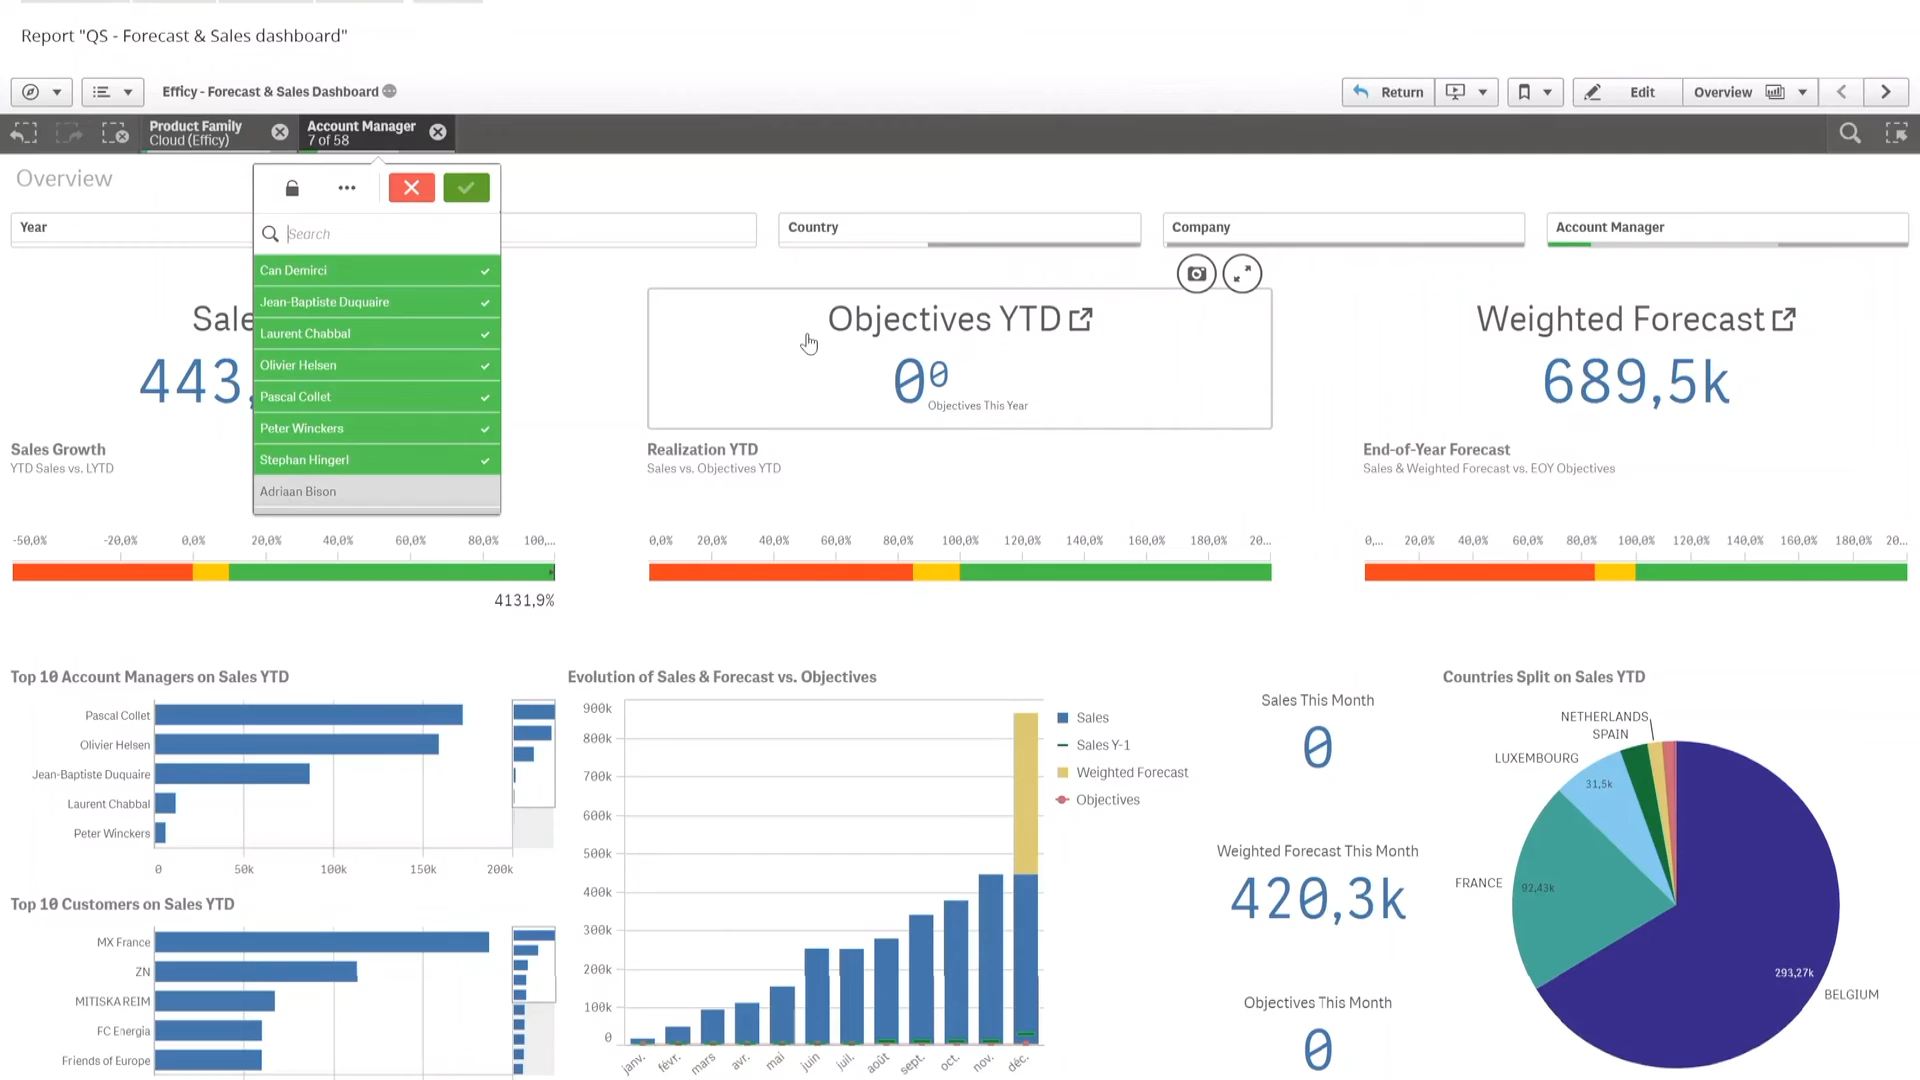 Report "QS - Forecast & Sales dashboard"
Efficy - Forecast & Sales Dashboard
Return
Edit
Overview
Product Family
Cloud (Efficy)
Account Manager
7 of 58
Overview
Year
Country
Company
Account Manager
Search
Can Demirci
Jean-Baptiste Duquaire
Laurent Chabbal
Olivier Helsen
Pascal Collet
Peter Winckers
Stephan Hingerl
Adriaan Bison
Sale
443,
Objectives YTD
0 0
Objectives This Year
Weighted Forecast
689,5k
Sales Growth
YTD Sales vs. LYTD
Realization YTD
Sales vs. Objectives YTD
End-of-Year Forecast
Sales & Weighted Forecast vs. EOY Objectives
-50,0% -20,0% 0,0% 20,0% 40,0% 60,0% 80,0% 100,...
0,0% 20,0% 40,0% 60,0% 80,0% 100,0% 120,0% 140,0% 160,0% 180,0% 20...
0,... 20,0% 40,0% 60,0% 80,0% 100,0% 120,0% 140,0% 160,0% 180,0% 20...
4131,9%
Top 10 Account Managers on Sales YTD
Pascal Collet
Olivier Helsen
Jean-Baptiste Duquaire
Laurent Chabbal
Peter Winckers
0 50k 100k 150k 200k
Top 10 Customers on Sales YTD
MX France
ZN
MITISKA REIM
FC Energia
Friends of Europe
Evolution of Sales & Forecast vs. Objectives
900k
800k
700k
600k
500k
400k
300k
200k
100k
0
janv. févr. mars avr. mai juin juil. août sept. oct. nov. déc.
Sales
Sales Y-1
Weighted Forecast
Objectives
Sales This Month
0
Weighted Forecast This Month
420,3k
Objectives This Month
0
Countries Split on Sales YTD
NETHERLANDS
SPAIN
LUXEMBOURG
31,5k
FRANCE
92,43k
293,27k
BELGIUM